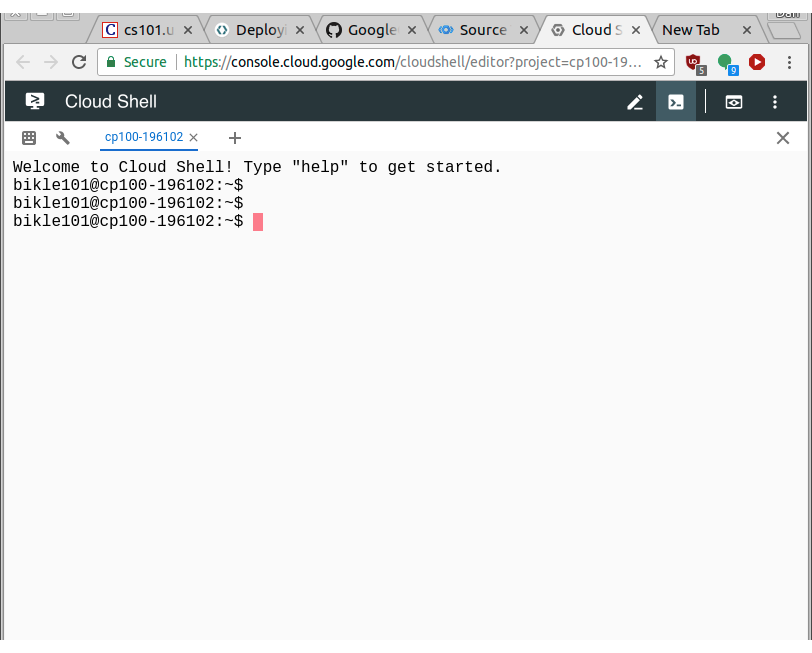 Dan
C cs101.u
Deployi
Google
Source
Cloud S
New Tab
Secure
https://console.cloud.google.com/cloudshell/editor?project=cp100-19...
5
9
Cloud Shell
cp100-196102
Welcome to Cloud Shell! Type "help" to get started.
bikle101@cp100-196102:~$
bikle101@cp100-196102:~$
bikle101@cp100-196102:~$